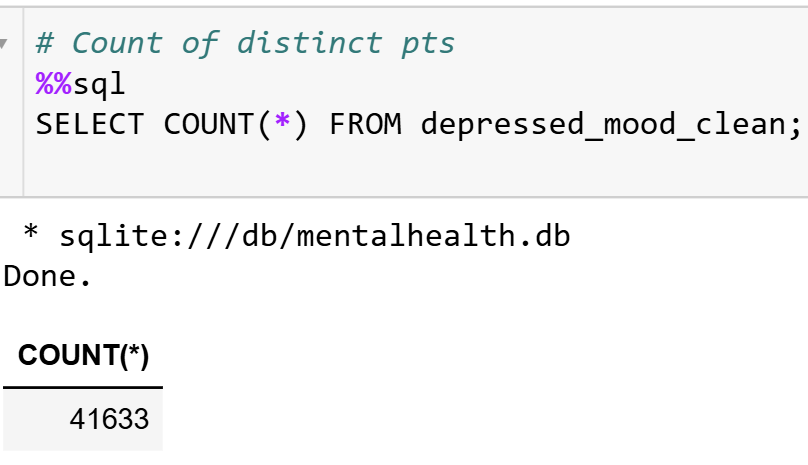 # Count of distinct pts
%%sql
SELECT COUNT(*) FROM depressed_mood_clean;
* sqlite:///db/mentalhealth.db
Done.
COUNT(*)
41633